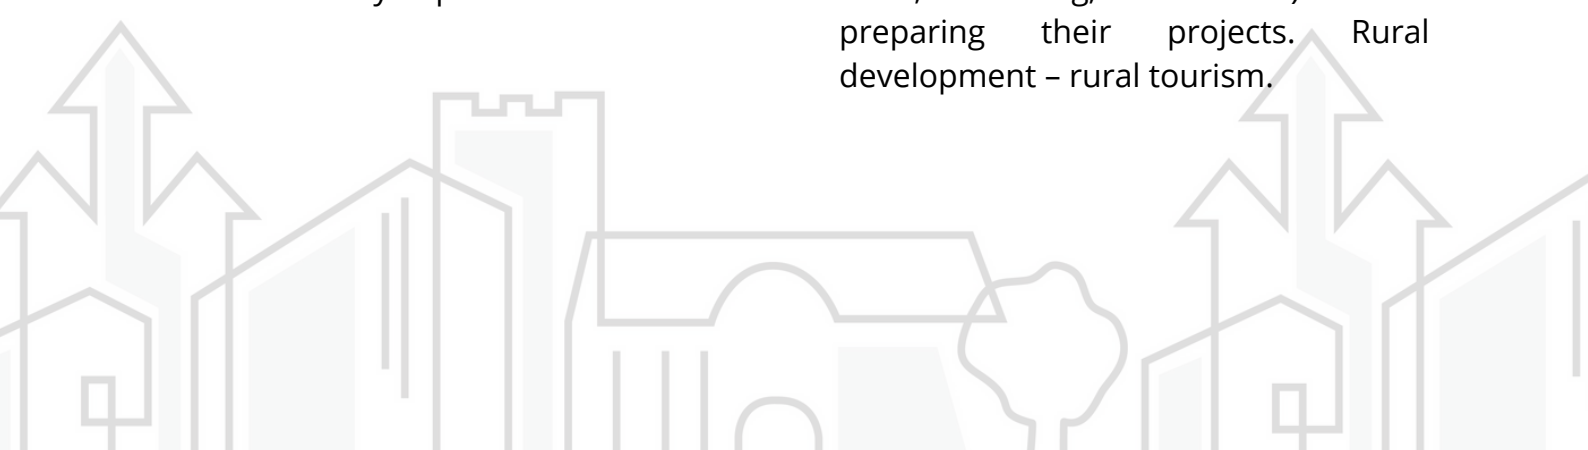 preparing their projects. Rural
development – rural tourism.